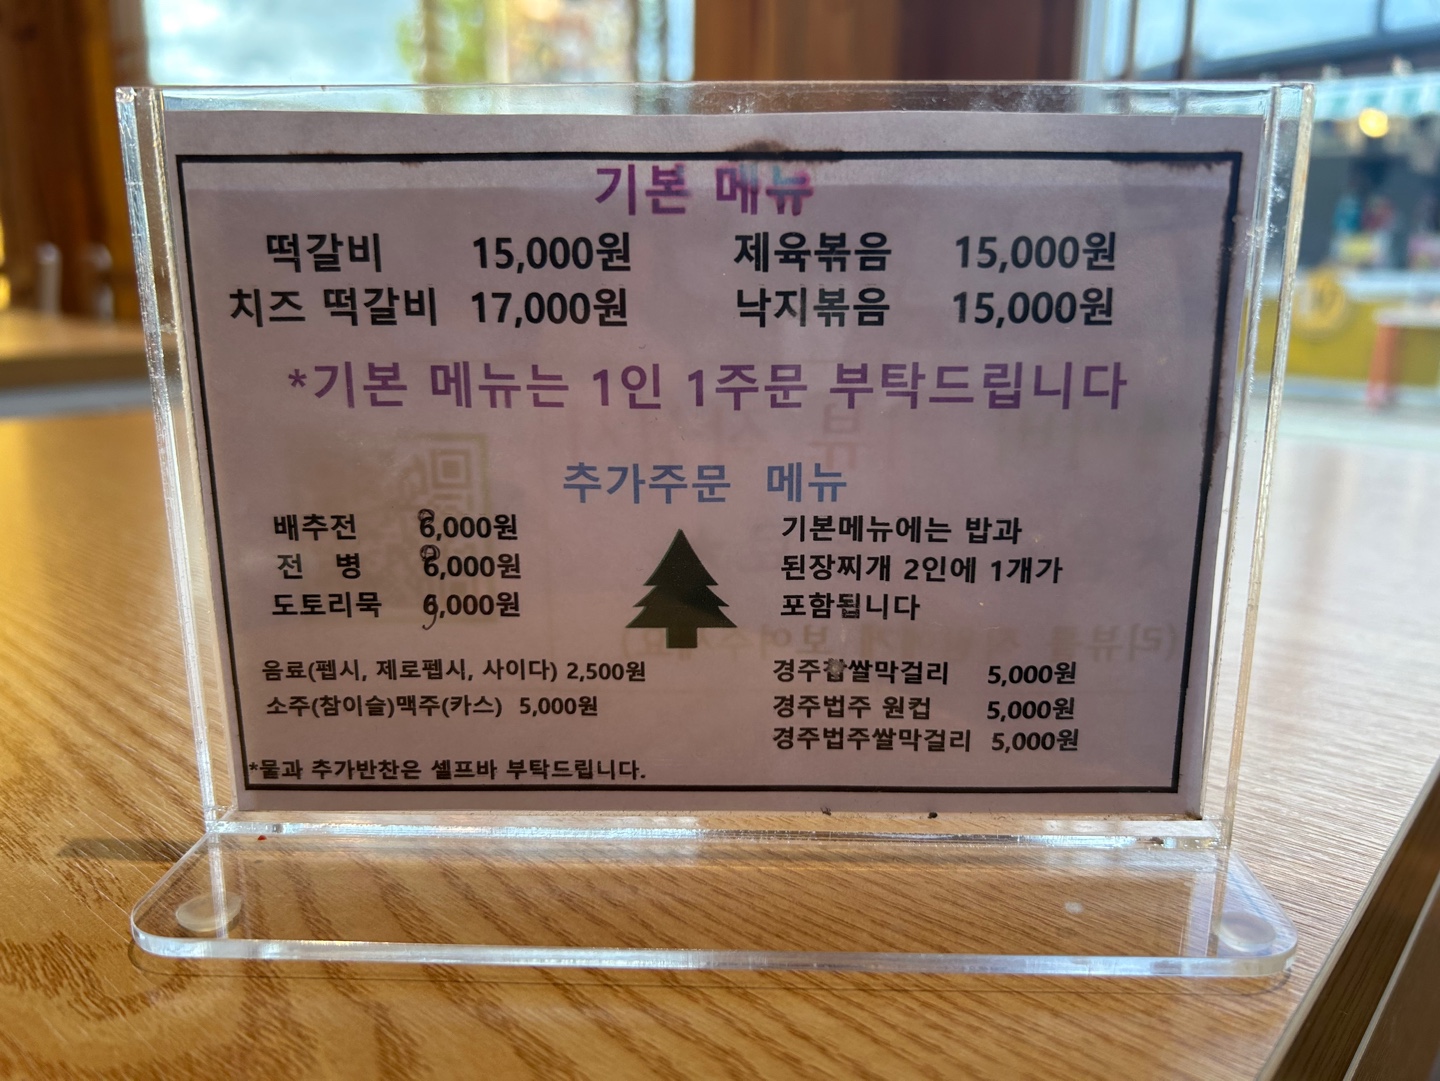 기본 메뉴
떡갈비 15,000원 제육볶음 15,000원
치즈 떡갈비 17,000원 낙지볶음 15,000원
*기본 메뉴는 1인 1주문 부탁드립니다
추가주문 메뉴
배추전 8,000원
전 병 8,000원
도토리묵 9,000원
기본메뉴에는 밥과
된장찌개 2인에 1개가
포함됩니다
음료(펩시, 제로펩시, 사이다) 2,500원
소주(참이슬)맥주(카스) 5,000원
경주찹쌀막걸리 5,000원
경주법주 원컵 5,000원
경주법주쌀막걸리 5,000원
*물과 추가반찬은 셀프바 부탁드립니다.